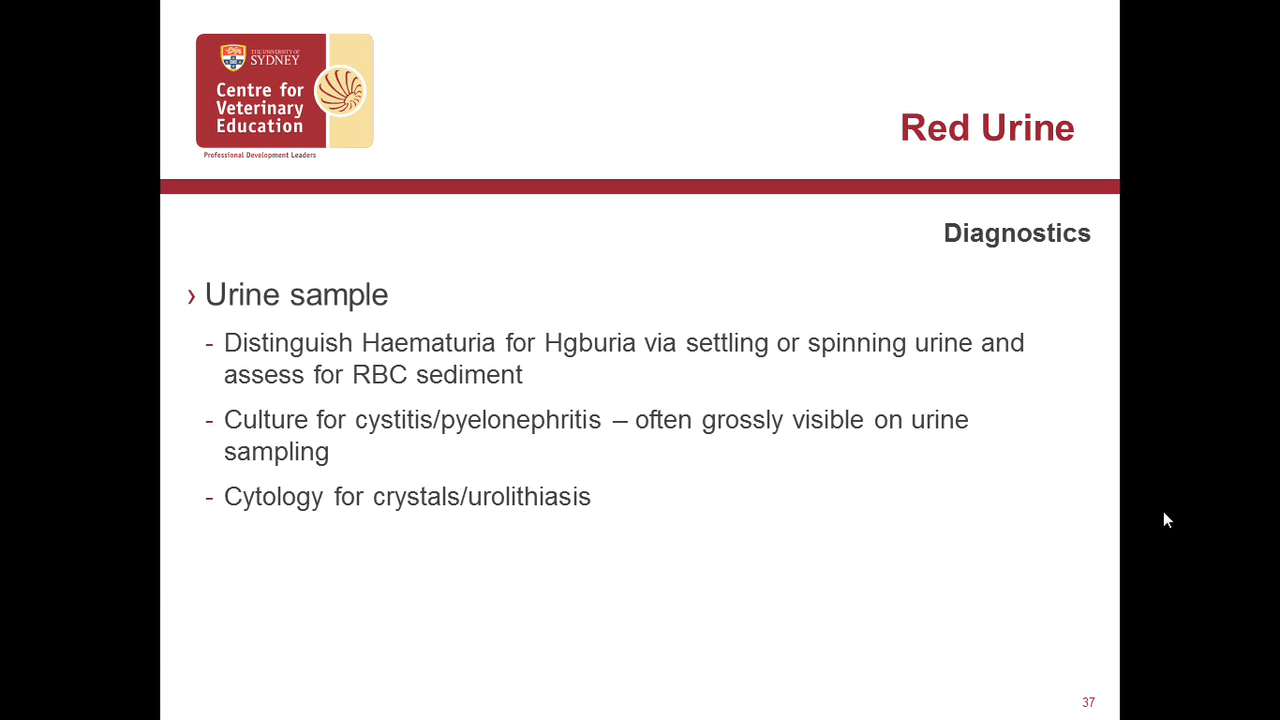 THE UNIVERSITY OF
SYDNEY
Centre for
Veterinary
Education
Professional Development Leaders
Red Urine
Diagnostics
› Urine sample
- Distinguish Haematuria for Hgburia via settling or spinning urine and
assess for RBC sediment
- Culture for cystitis/pyelonephritis – often grossly visible on urine
sampling
- Cytology for crystals/urolithiasis
37